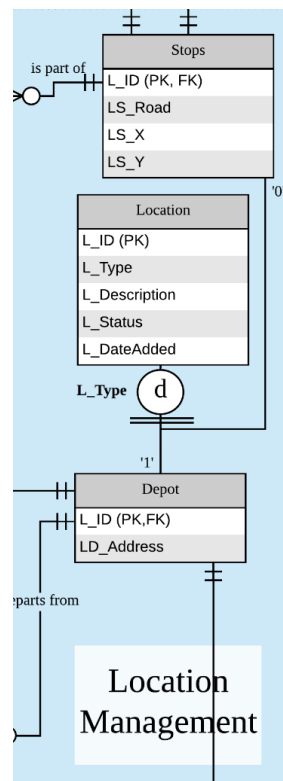 Stops
is part of
L_ID (PK, FK)
LS_Road
LS_X
LS_Y
'0'
Location
L_ID (PK)
L_Type
L_Description
L_Status
L_DateAdded
L_Type
d
'1'
Depot
L_ID (PK,FK)
LD_Address
eparts from
Location
Management